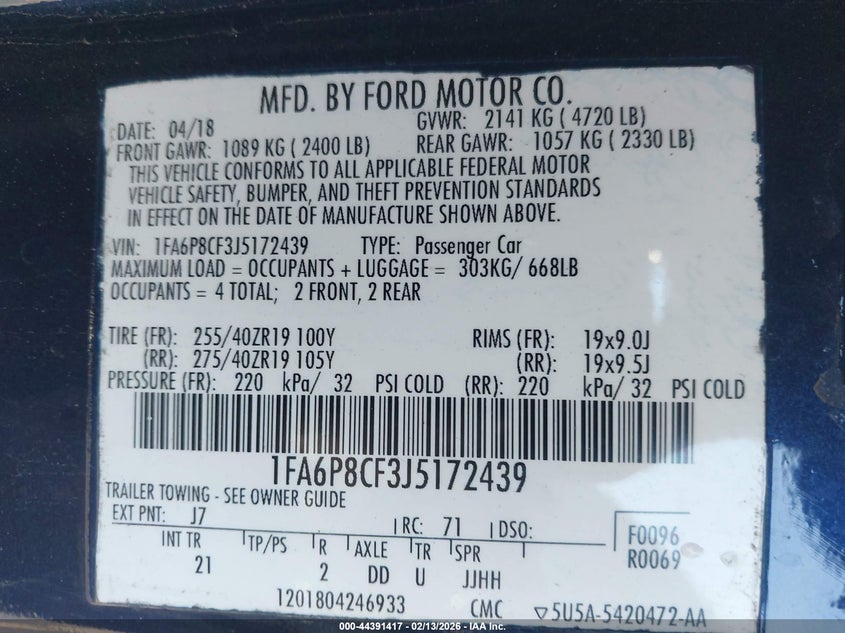 MFD. BY FORD MOTOR CO.
DATE: 04/18 GVWR: 2141 KG ( 4720 LB)
FRONT GAWR: 1089 KG ( 2400 LB) REAR GAWR: 1057 KG ( 2330 LB)
THIS VEHICLE CONFORMS TO ALL APPLICABLE FEDERAL MOTOR
VEHICLE SAFETY, BUMPER, AND THEFT PREVENTION STANDARDS
IN EFFECT ON THE DATE OF MANUFACTURE SHOWN ABOVE.
VIN: 1FA6P8CF3J5172439 TYPE: Passenger Car
MAXIMUM LOAD = OCCUPANTS + LUGGAGE = 303KG/ 668LB
OCCUPANTS = 4 TOTAL; 2 FRONT, 2 REAR
TIRE (FR): 255/40ZR19 100Y RIMS (FR): 19x9.0J
(RR): 275/40ZR19 105Y (RR): 19x9.5J
PRESSURE (FR): 220 kPa/ 32 PSI COLD (RR): 220 kPa/ 32 PSI COLD
1FA6P8CF3J5172439
TRAILER TOWING - SEE OWNER GUIDE
EXT PNT: J7 RC: 71 DSO: F0096
INT TR TP/PS R AXLE TR SPR R0069
21 2 DD U JJHH
1201804246933 CMC ▽5U5A-5420472-AA
000-44391417 - 02/13/2026 - IAA Inc.